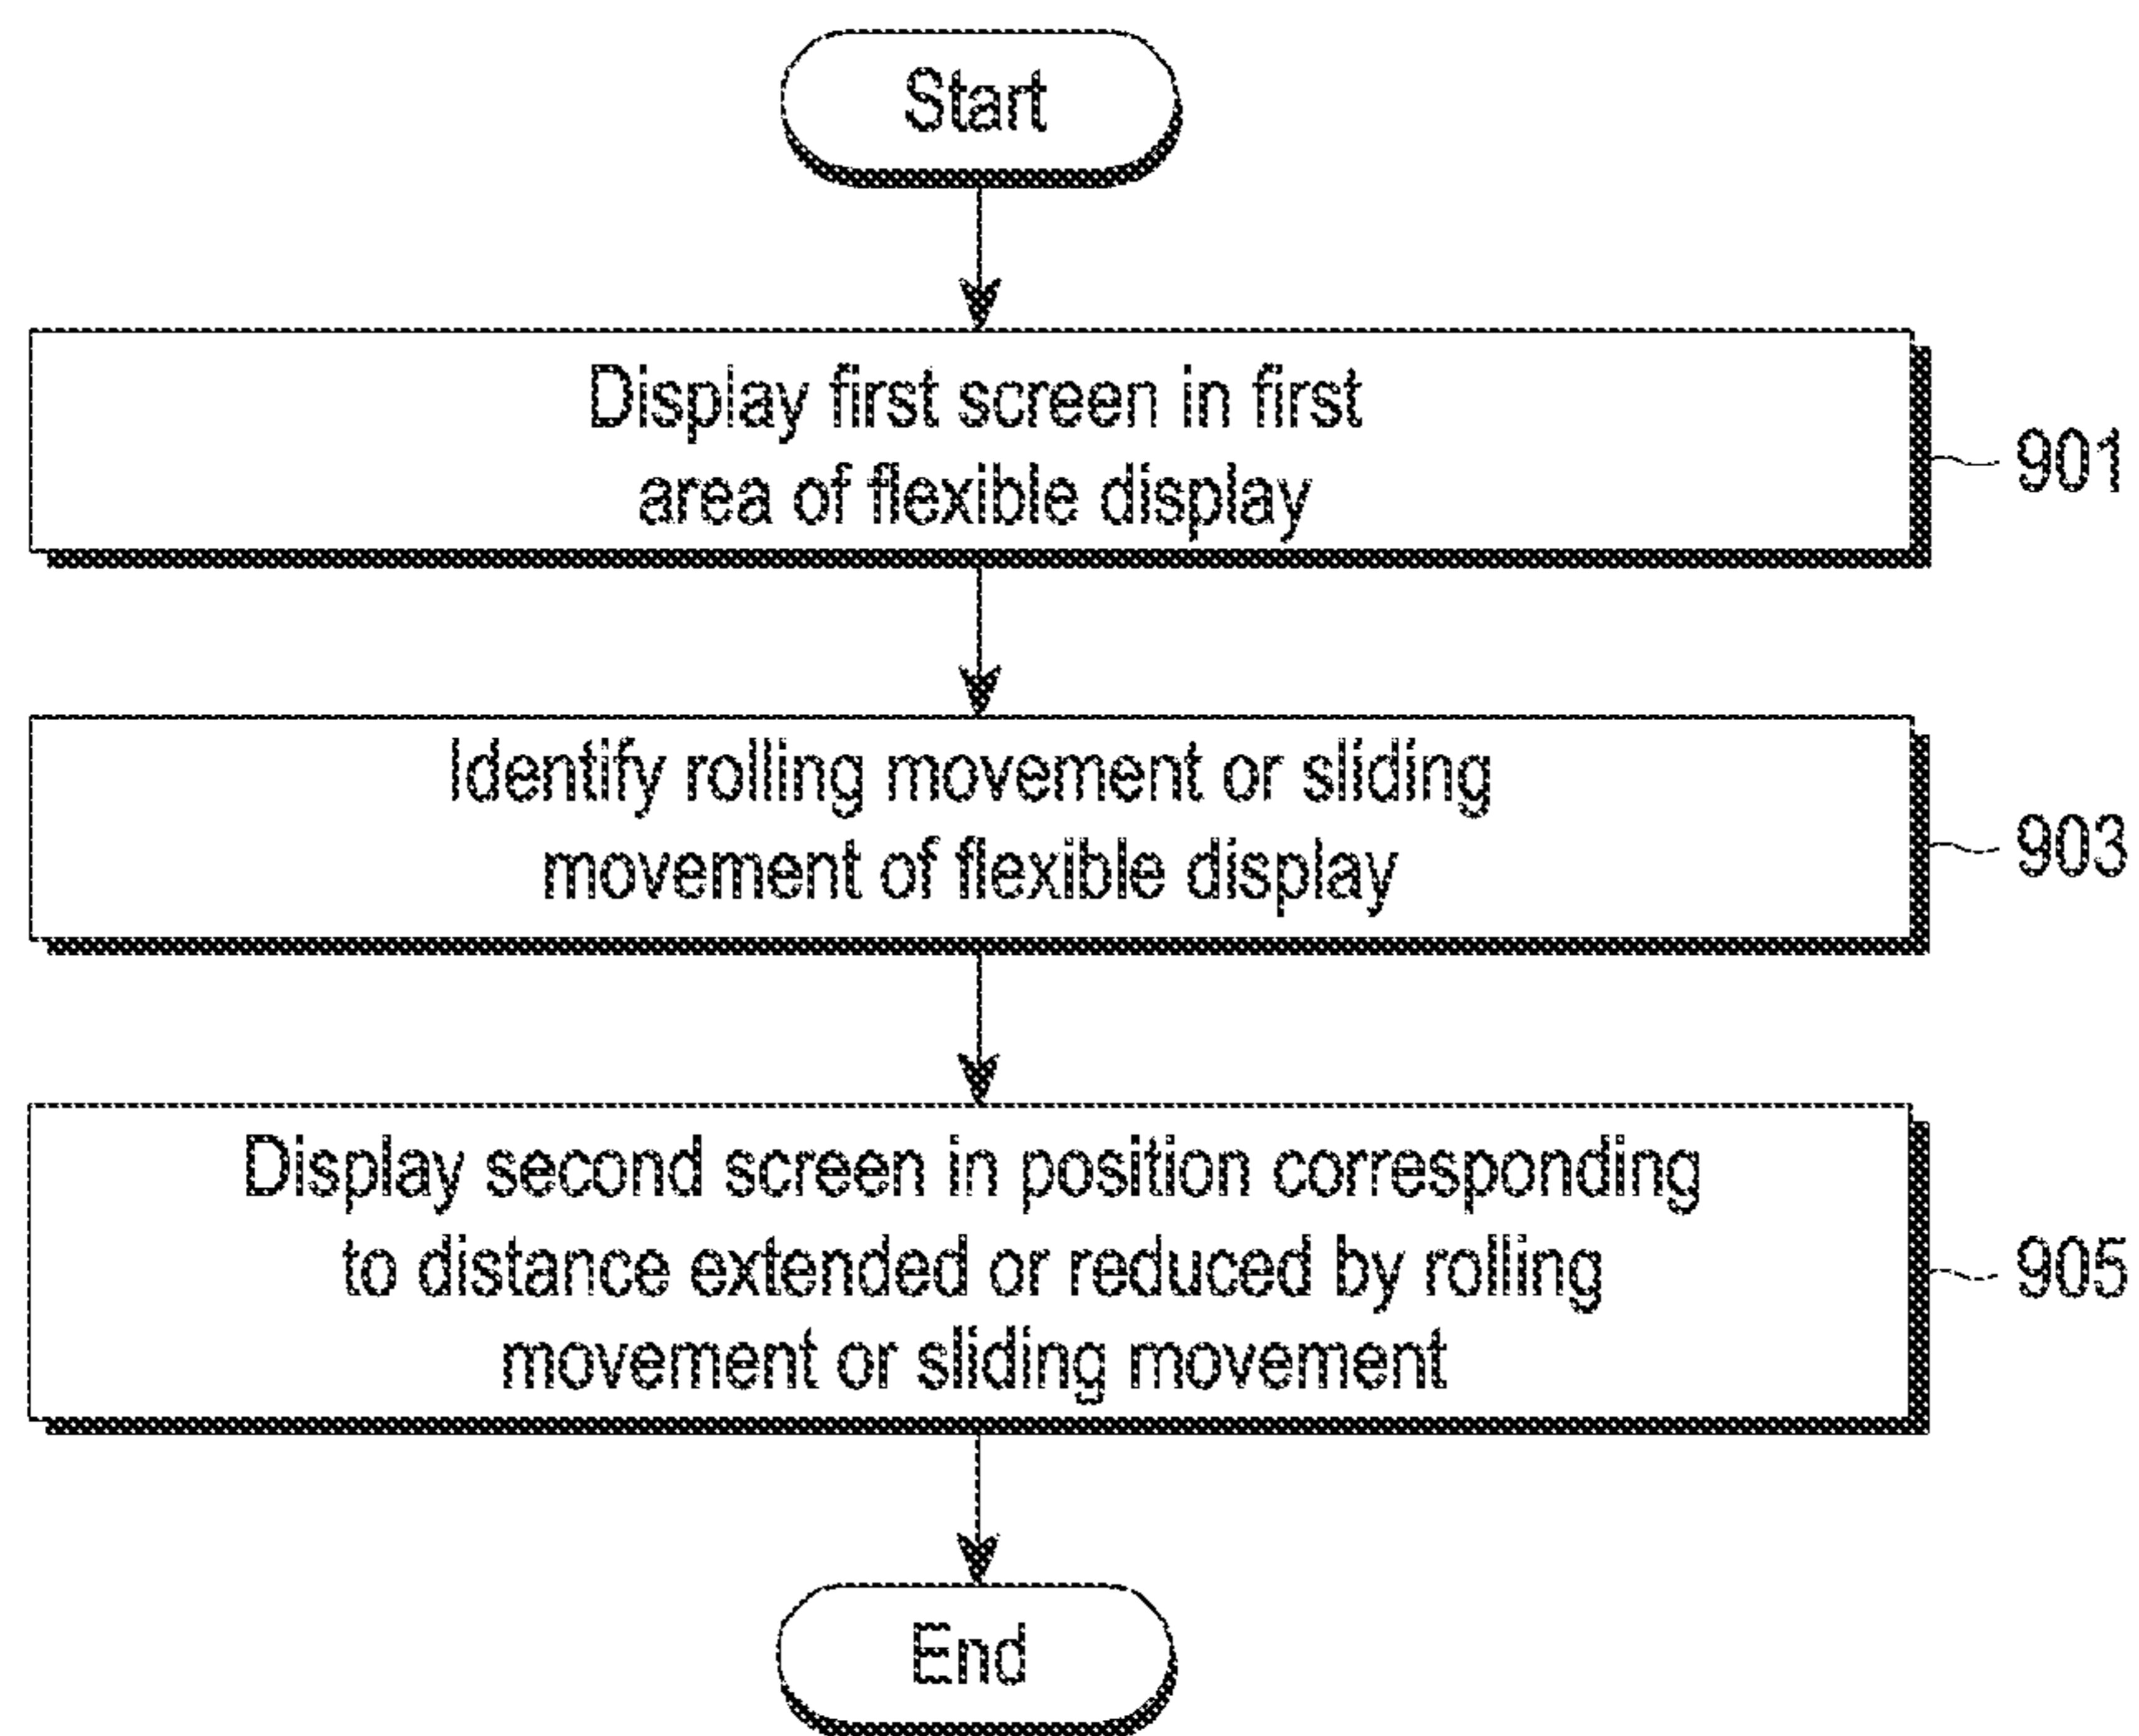 Start
Display first screen in first
area of flexible display
901
Identify rolling movement or sliding
movement of flexible display
903
Display second screen in position corresponding
to distance extended or reduced by rolling
movement or sliding movement
905
End